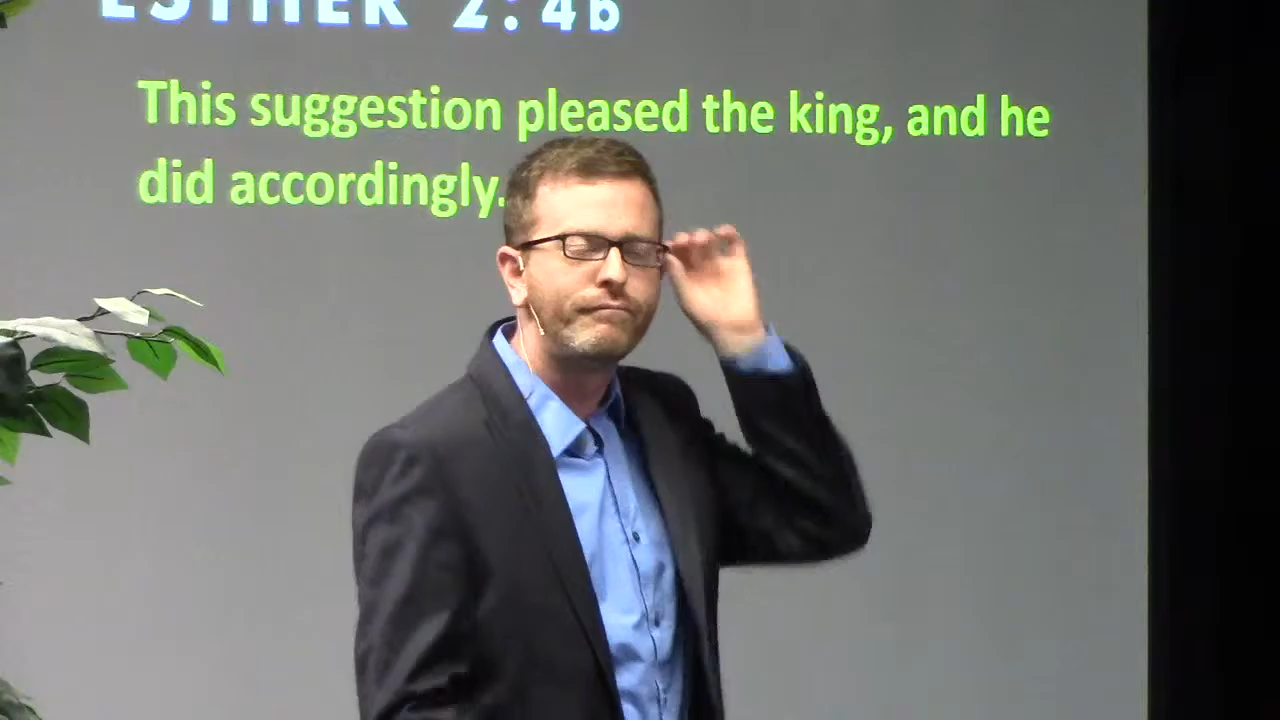 ESTHER 2:4b
This suggestion pleased the king, and he
did accordingly.